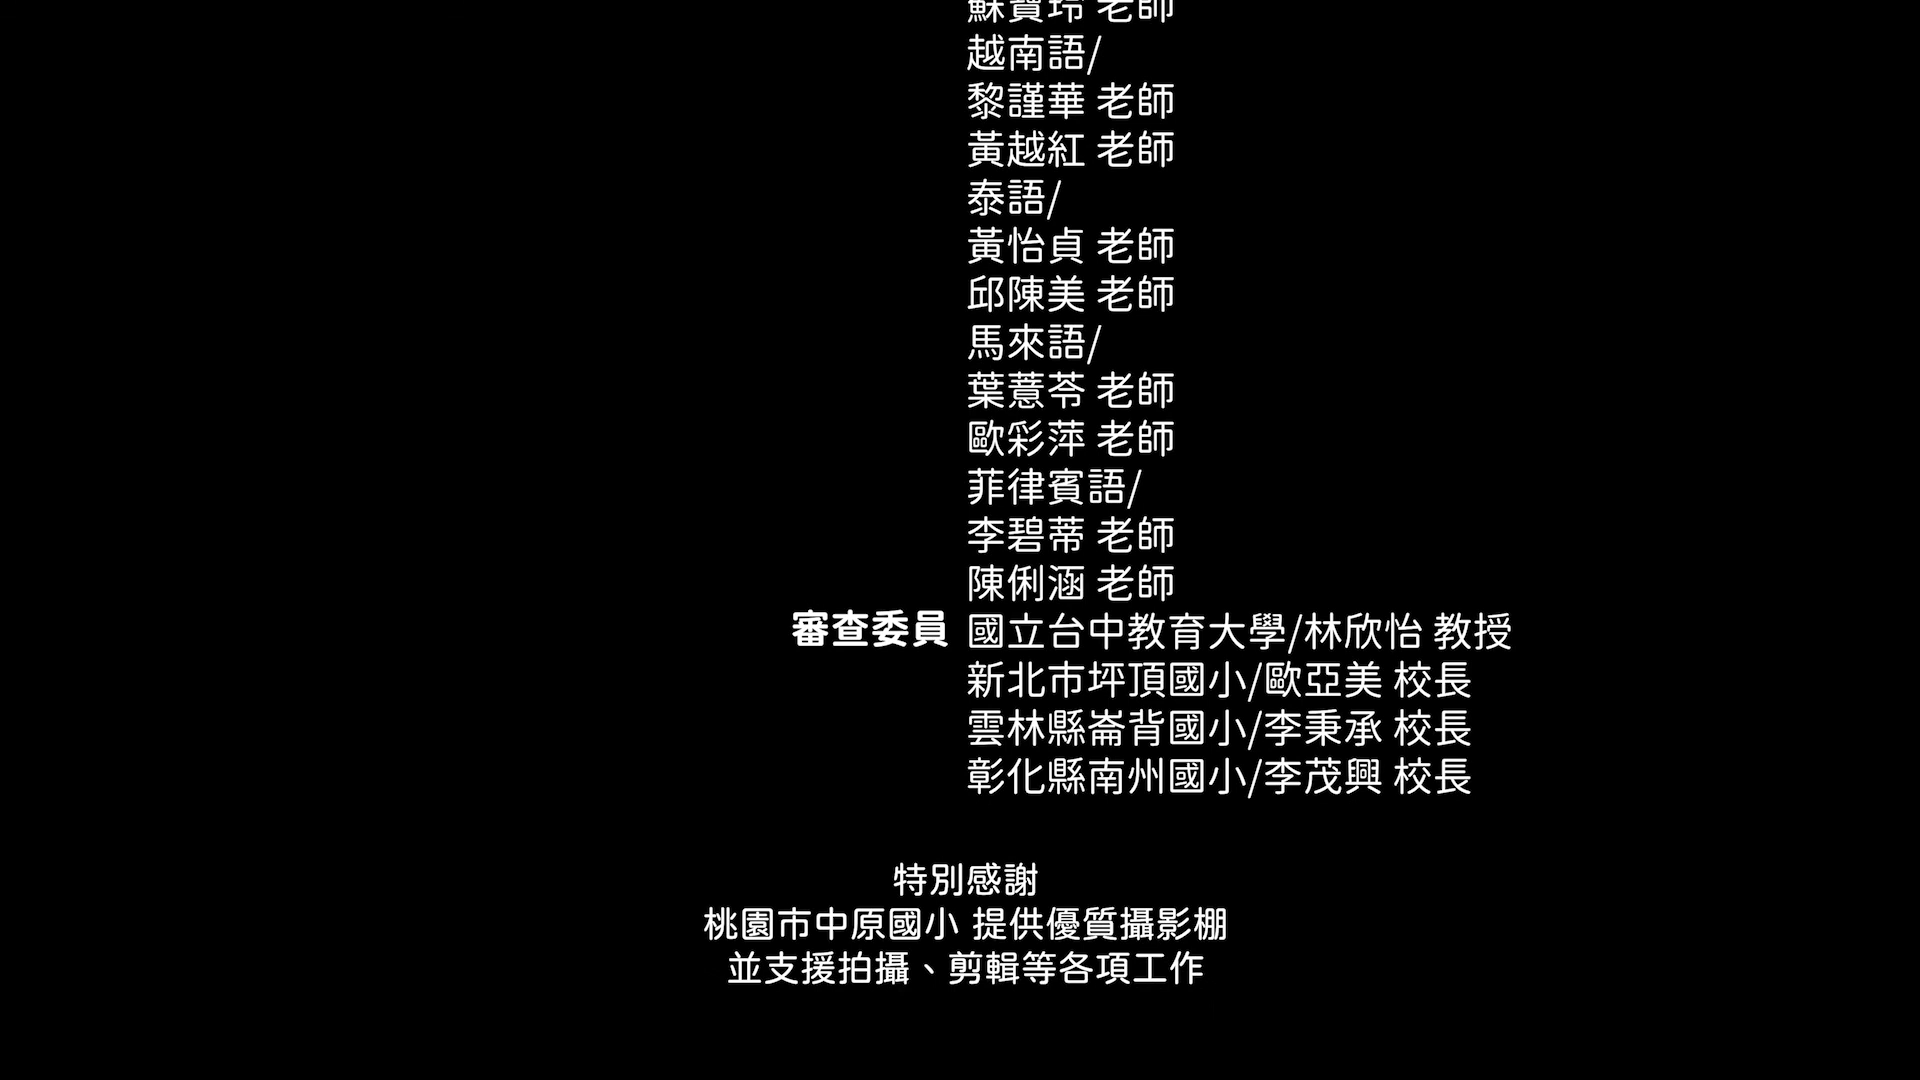 蘇寶玲 老師
越南語/
黎謹華 老師
黃越紅 老師
泰語/
黃怡貞 老師
邱陳美 老師
馬來語/
葉薏苓 老師
歐彩萍 老師
菲律賓語/
李碧蒂 老師
陳俐涵 老師
審查委員 國立台中教育大學/林欣怡 教授
新北市坪頂國小/歐亞美 校長
雲林縣崙背國小/李秉承 校長
彰化縣南州國小/李茂興 校長
特別感謝
桃園市中原國小 提供優質攝影棚
並支援拍攝、剪輯等各項工作